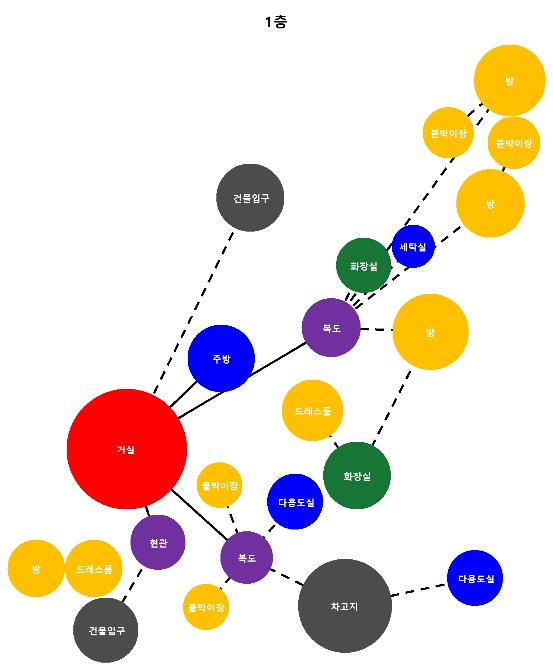 1층
방
붙박이장
붙박이장
건물입구
방
세탁실
화장실
복도
방
주방
드레스룸
거실
화장실
붙박이장
다용도실
현관
복도
방
드레스룸
다용도실
차고지
붙박이장
건물입구